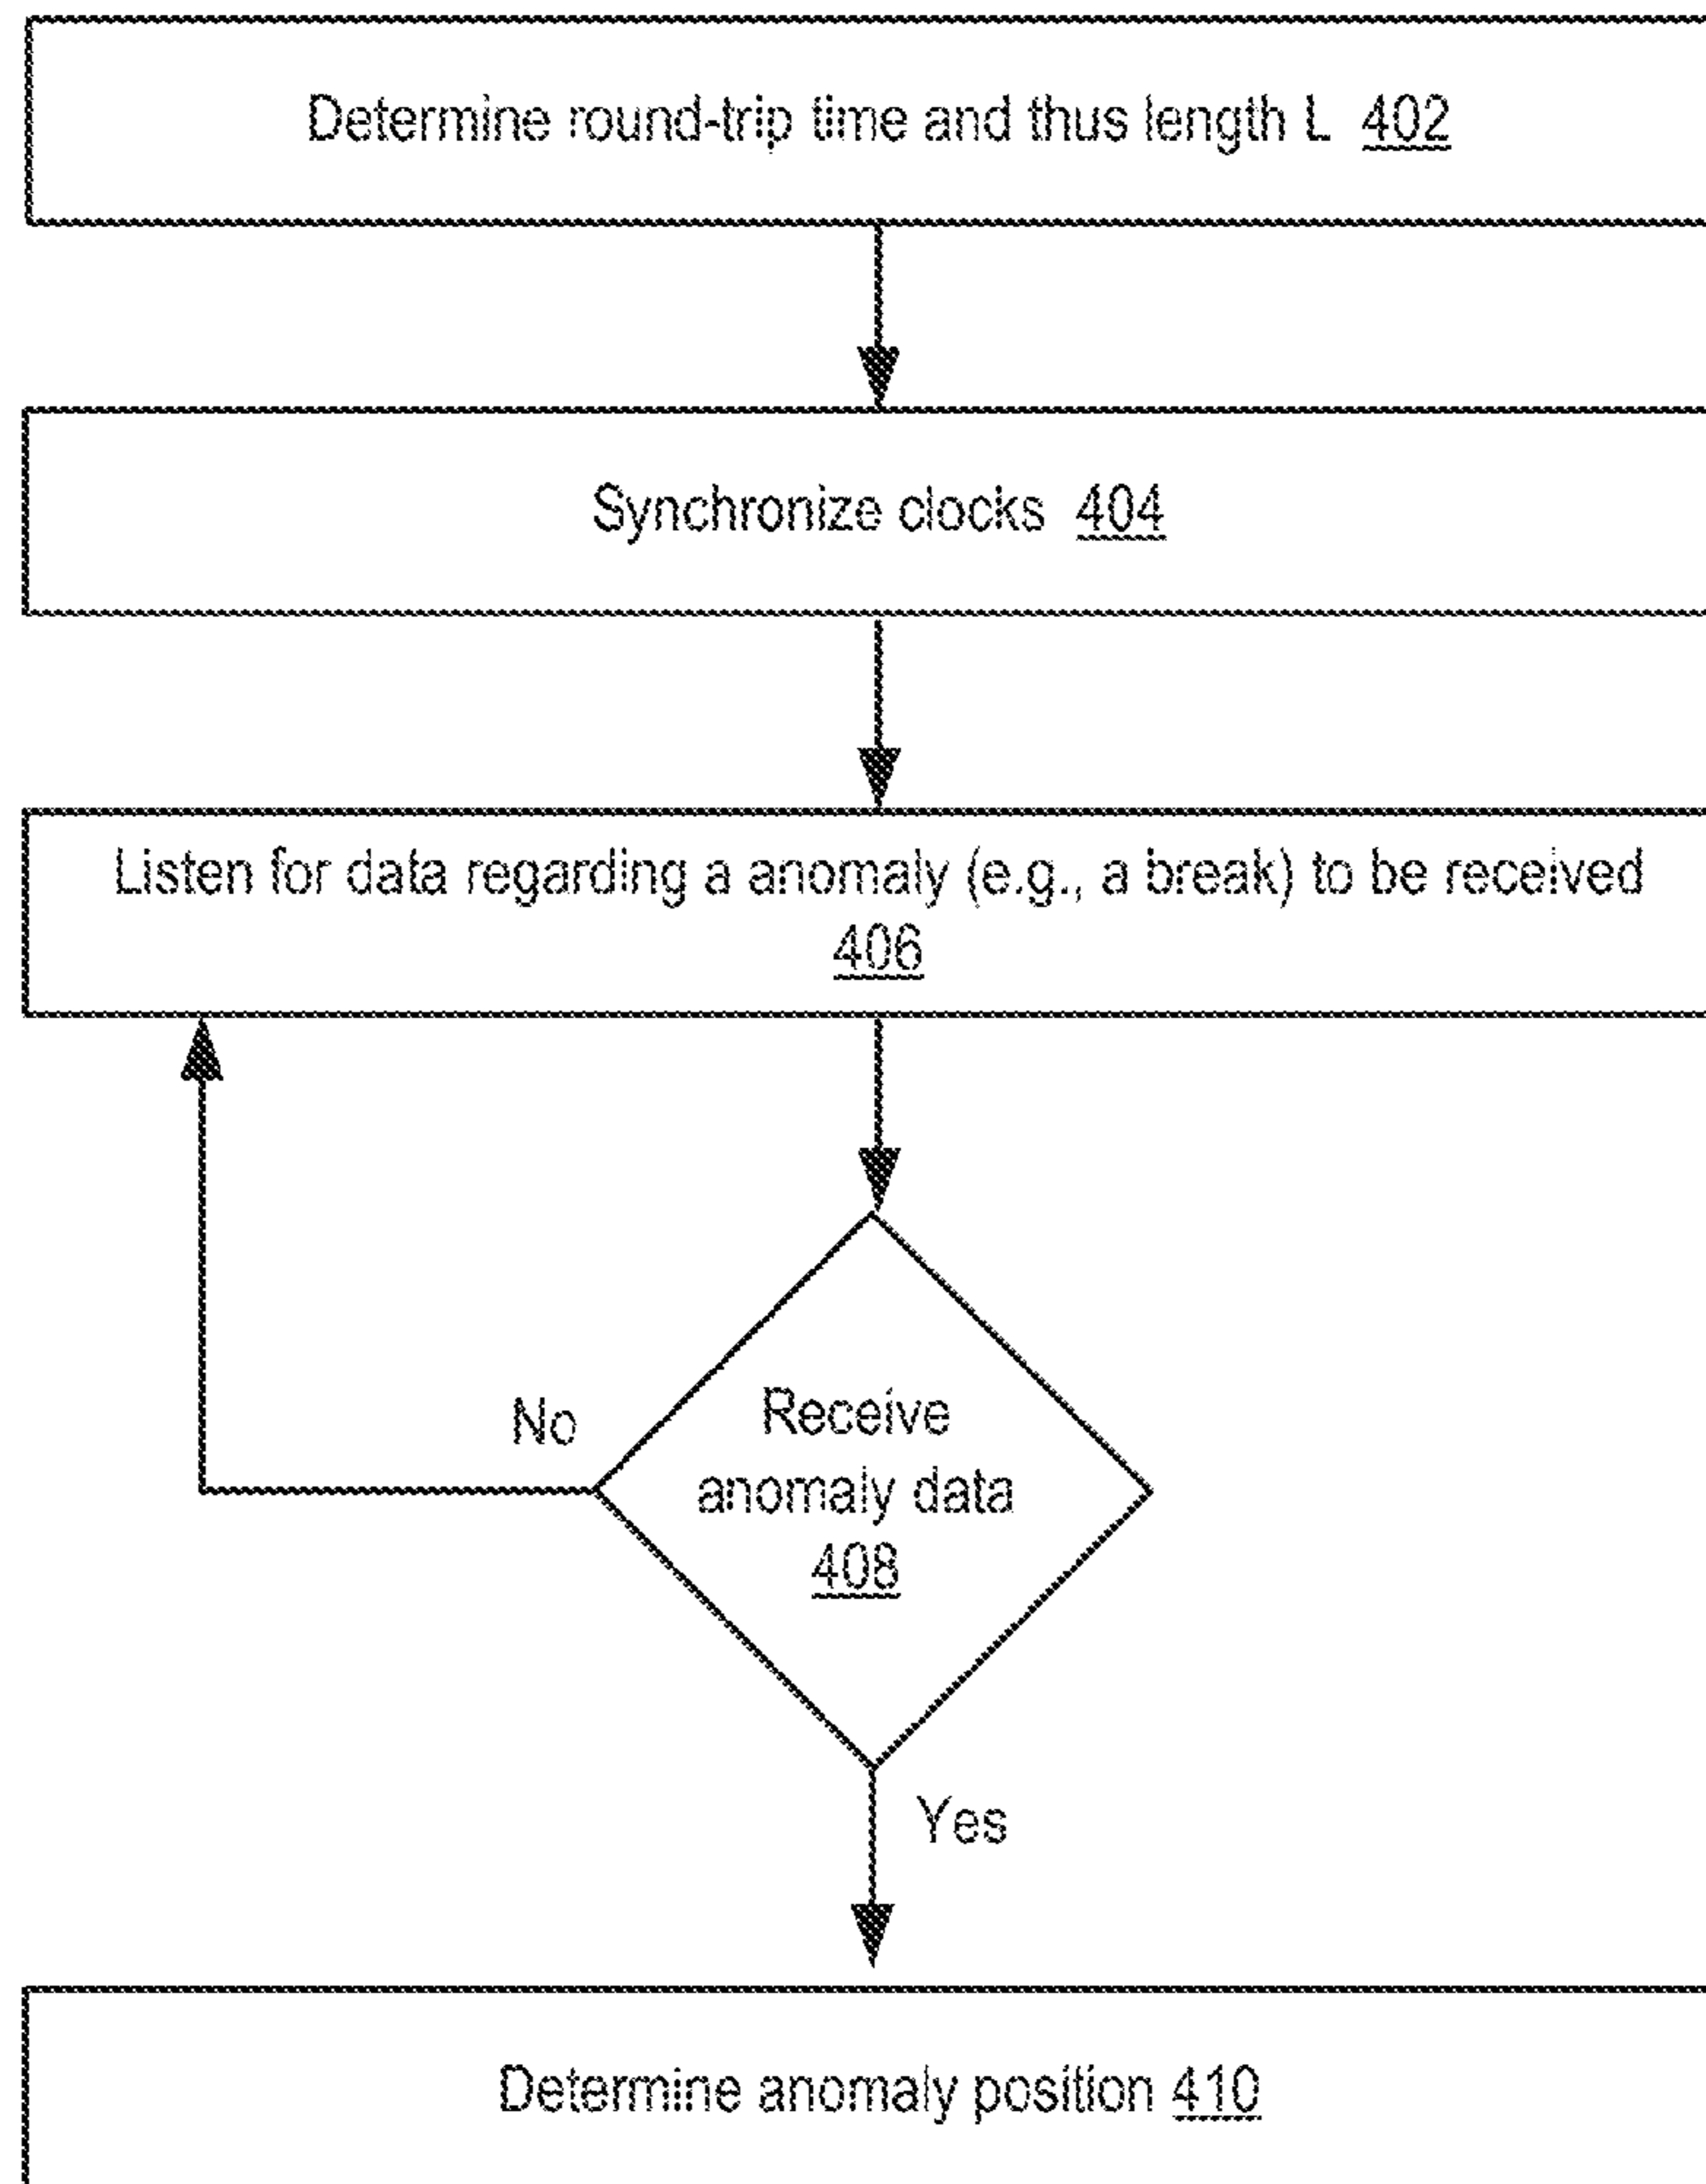 Determine round-trip time and thus length L 402
Synchronize clocks 404
Listen for data regarding a anomaly (e.g., a break) to be received
406
No
Receive
anomaly data
408
Yes
Determine anomaly position 410